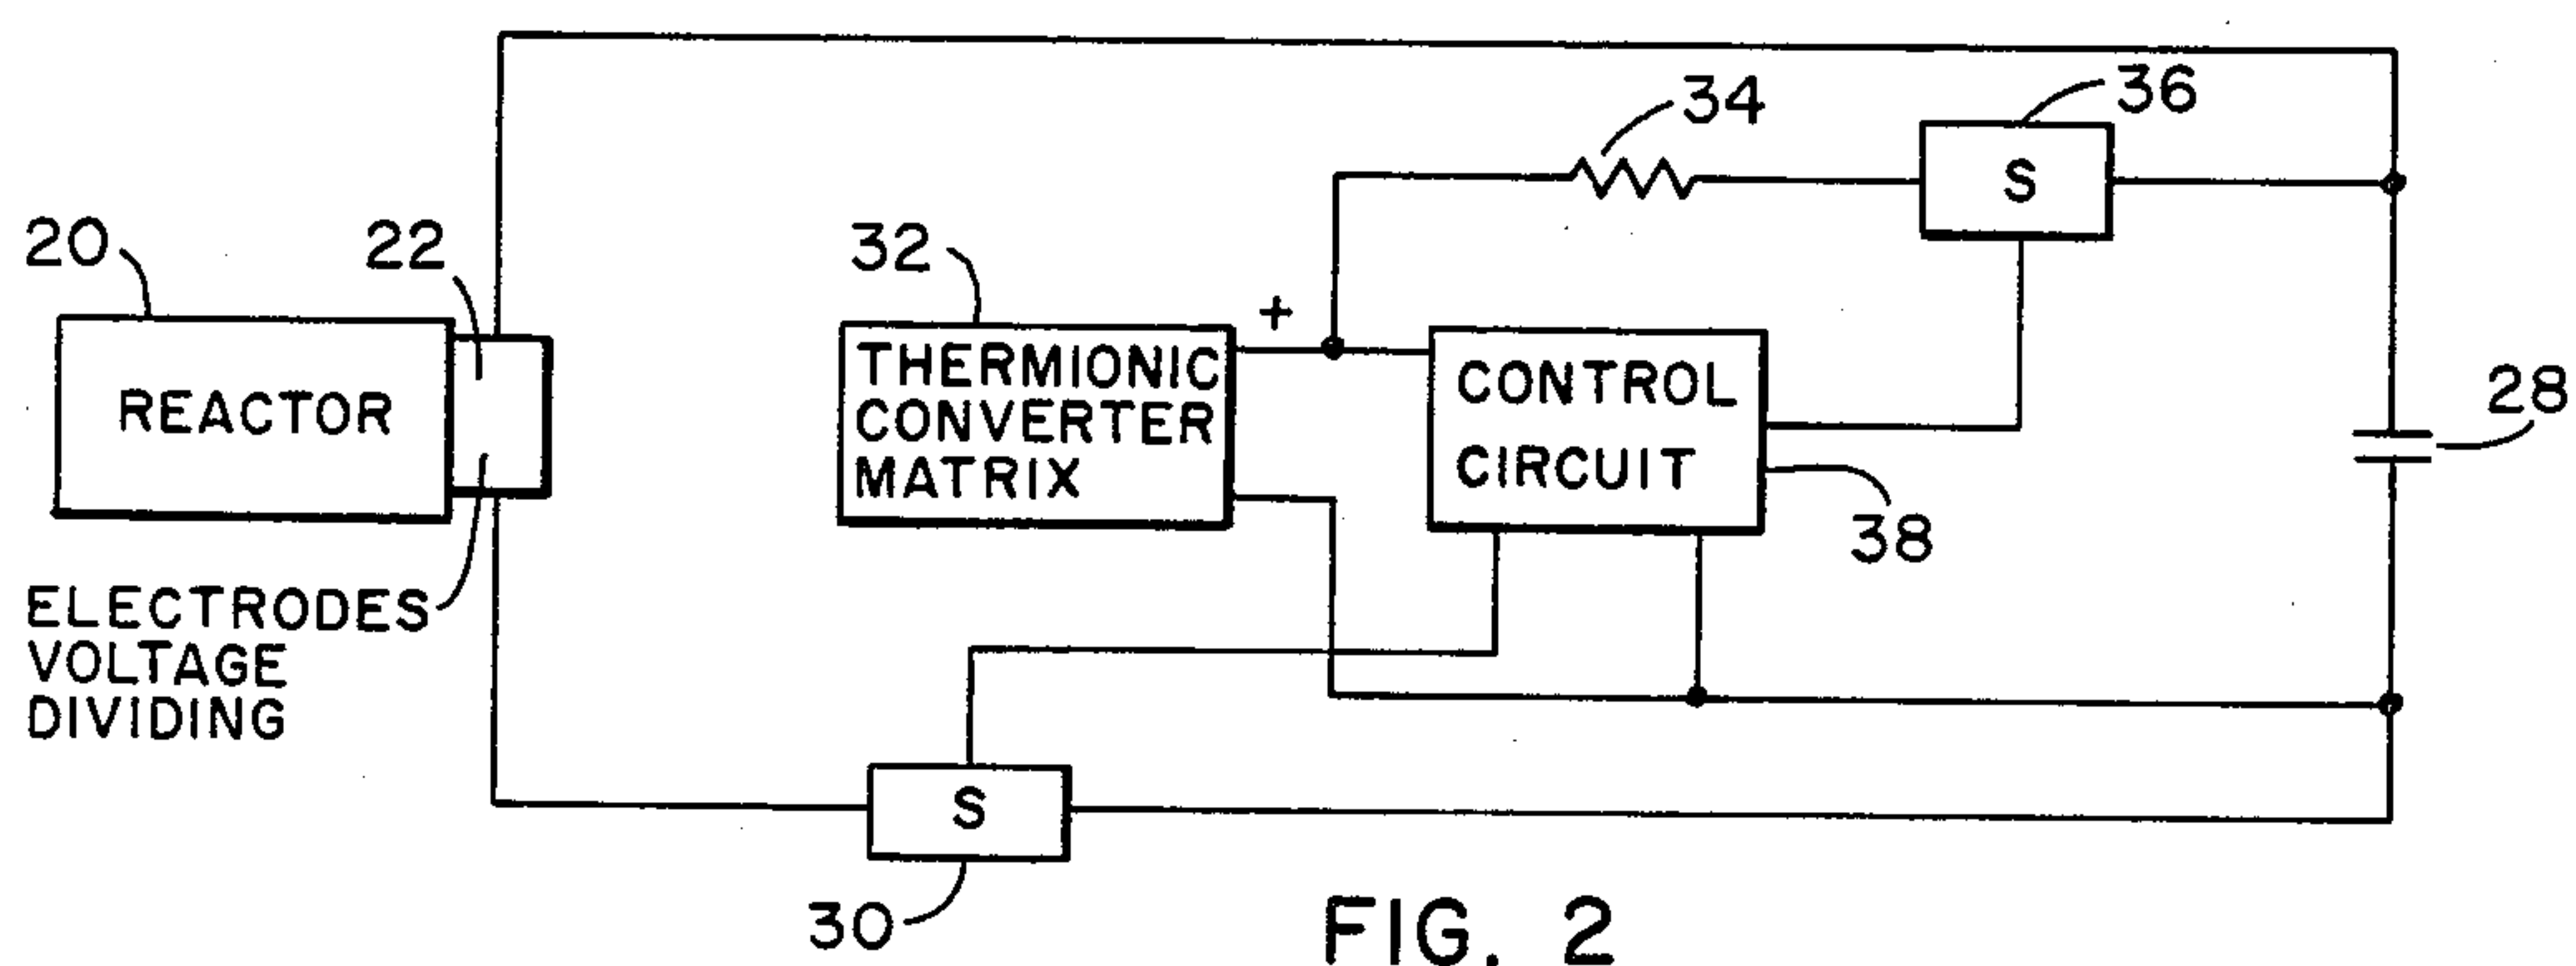 36
34
S
20
22
32
+
REACTOR
THERMIONIC
CONVERTER
MATRIX
CONTROL
CIRCUIT
28
38
ELECTRODES
VOLTAGE
DIVIDING
S
30
FIG. 2